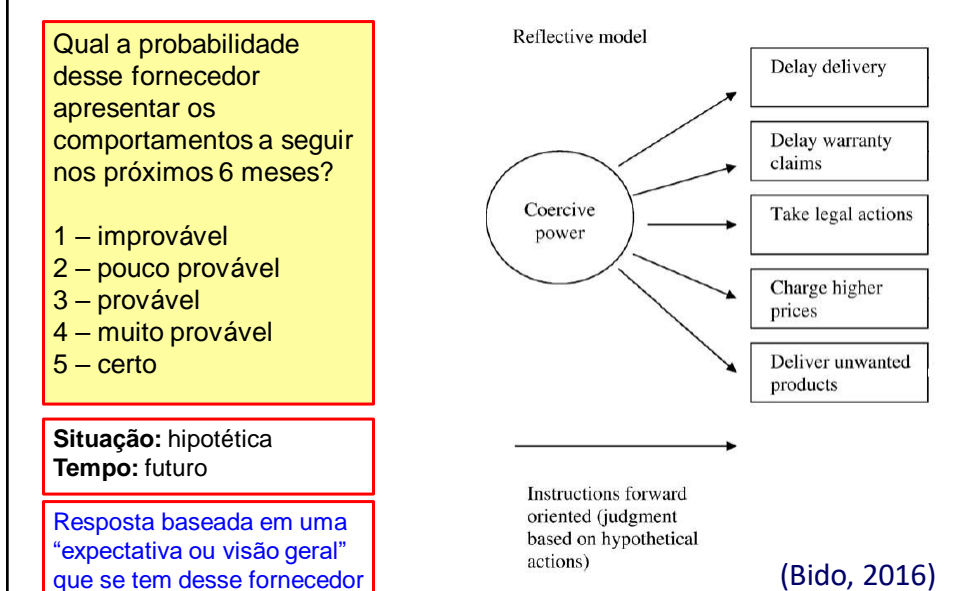 Qual a probabilidade
desse fornecedor
apresentar os
comportamentos a seguir
nos próximos 6 meses?
1 – improvável
2 – pouco provável
3 – provável
4 – muito provável
5 – certo
Situação: hipotética
Tempo: futuro
Resposta baseada em uma
“expectativa ou visão geral”
que se tem desse fornecedor
Reflective model
Coercive
power
Delay delivery
Delay warranty
claims
Take legal actions
Charge higher
prices
Deliver unwanted
products
Instructions forward
oriented (judgment
based on hypothetical
actions)
(Bido, 2016)